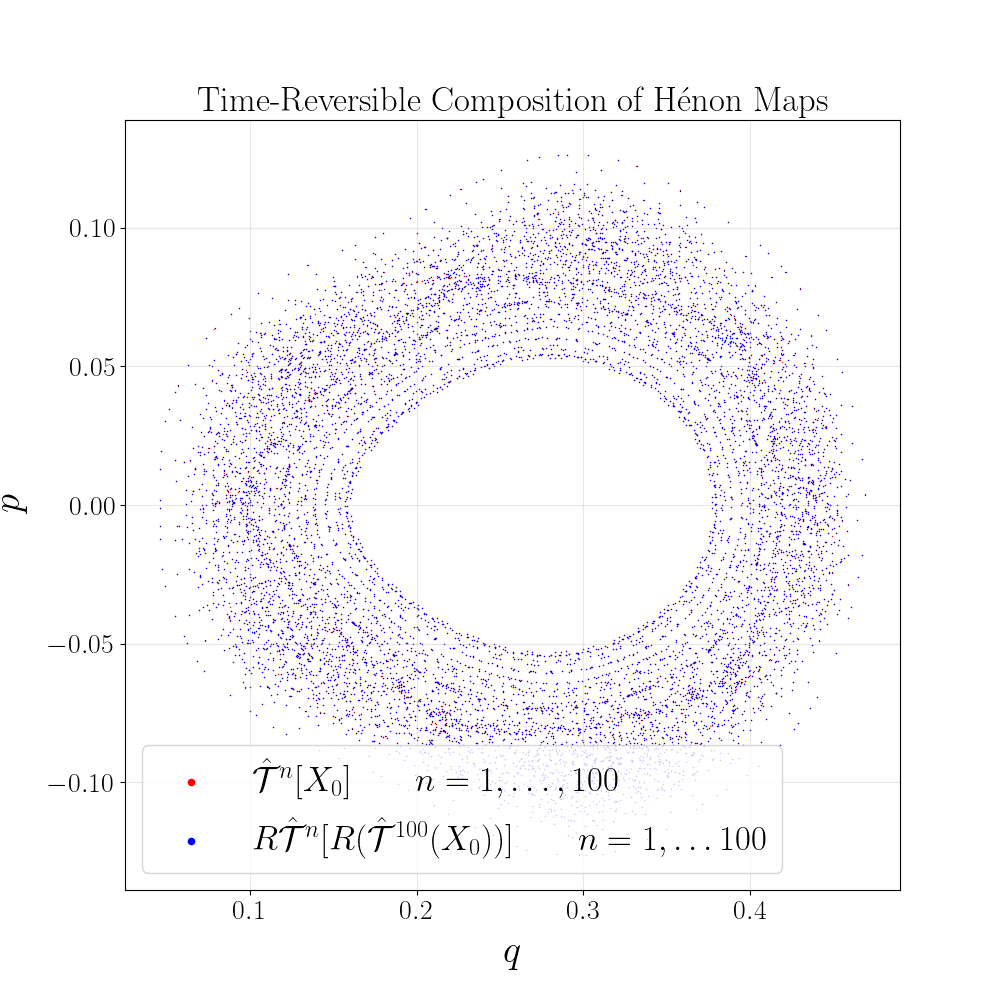 Time-Reversible Composition of Hénon Maps
0.10
0.05
0.00
−0.05
−0.10
p
0.1 0.2 0.3 0.4
q
𝒯̂ⁿ[X₀] n = 1, . . . , 100
R𝒯̂ⁿ[R(𝒯̂¹⁰⁰(X₀))] n = 1, . . . 100